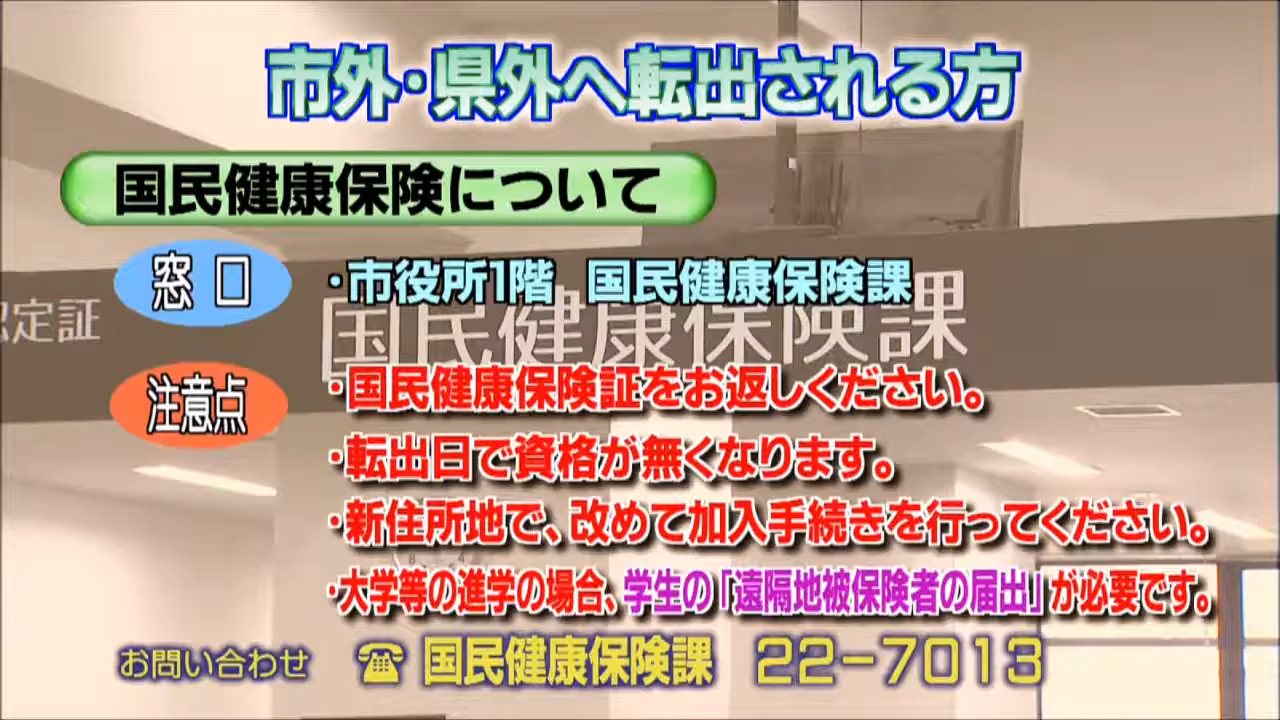 市外・県外へ転出される方
国民健康保険について
窓口
・市役所1階 国民健康保険課
認定証
国民健康保険課
注意点
・国民健康保険証をお返しください。
・転出日で資格が無くなります。
・新住所地で、改めて加入手続きを行ってください。
・大学等の進学の場合、学生の「遠隔地被保険者の届出」が必要です。
お問い合わせ ☎ 国民健康保険課 22-7013